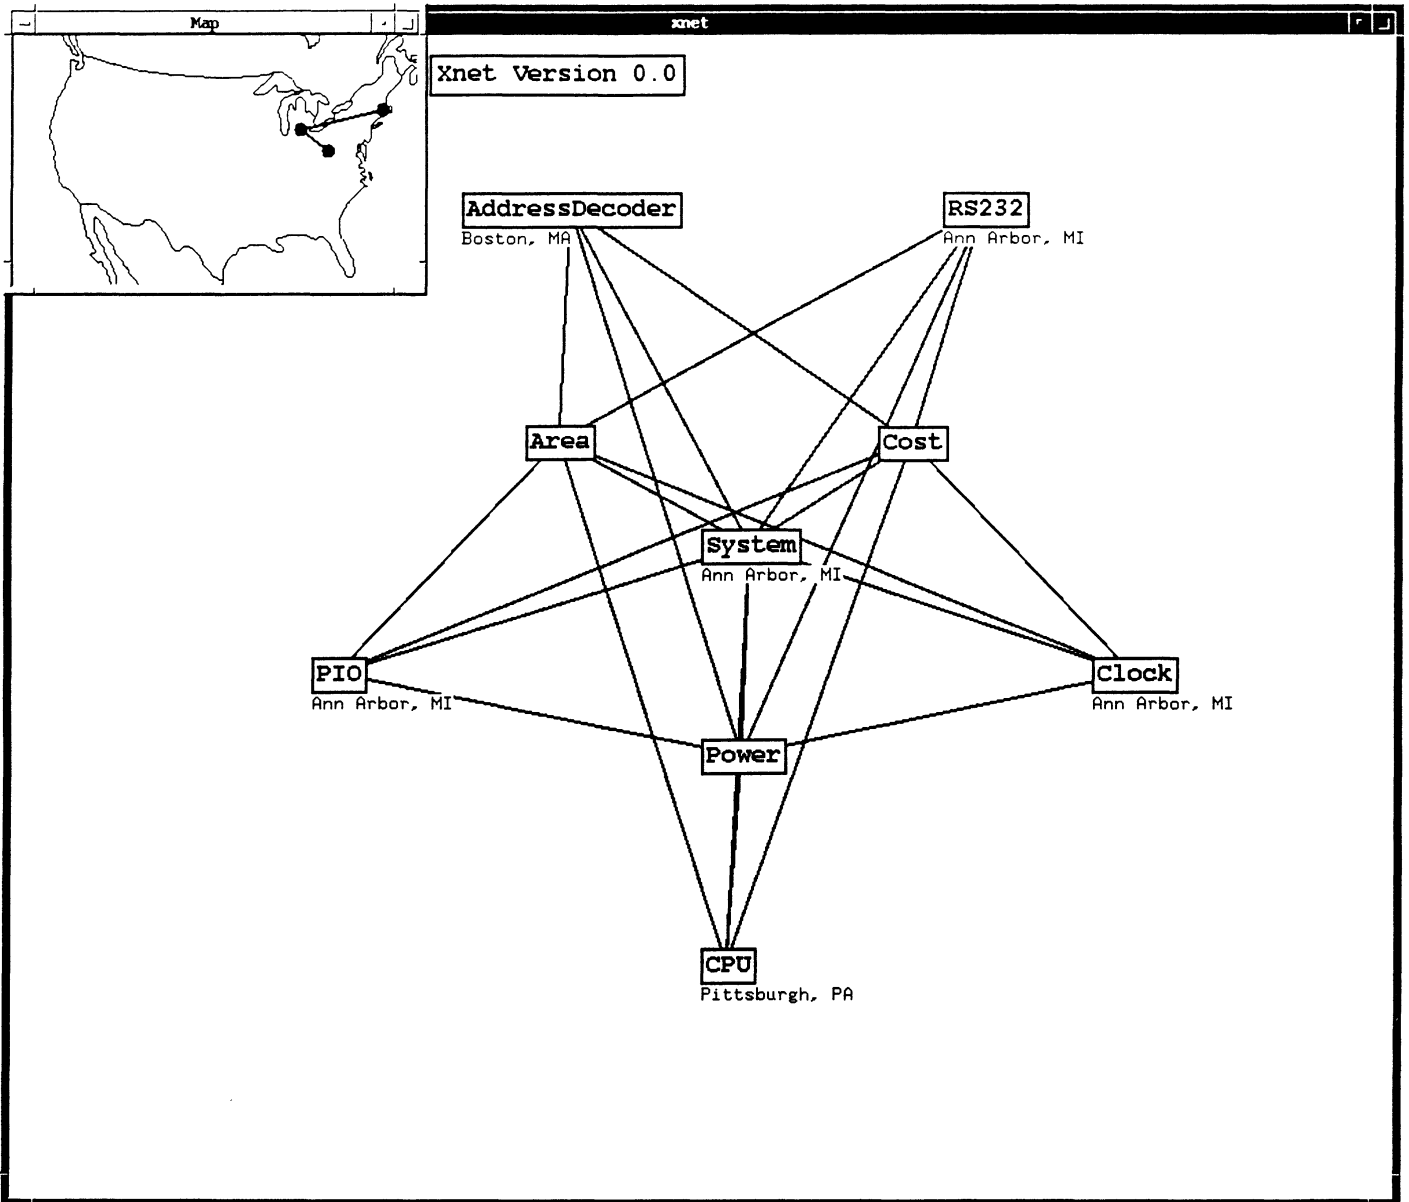 Map
xnet
Xnet Version 0.0
AddressDecoder
Boston, MA
RS232
Ann Arbor, MI
Area
Cost
System
Ann Arbor, MI
PIO
Ann Arbor, MI
Clock
Ann Arbor, MI
Power
CPU
Pittsburgh, PA